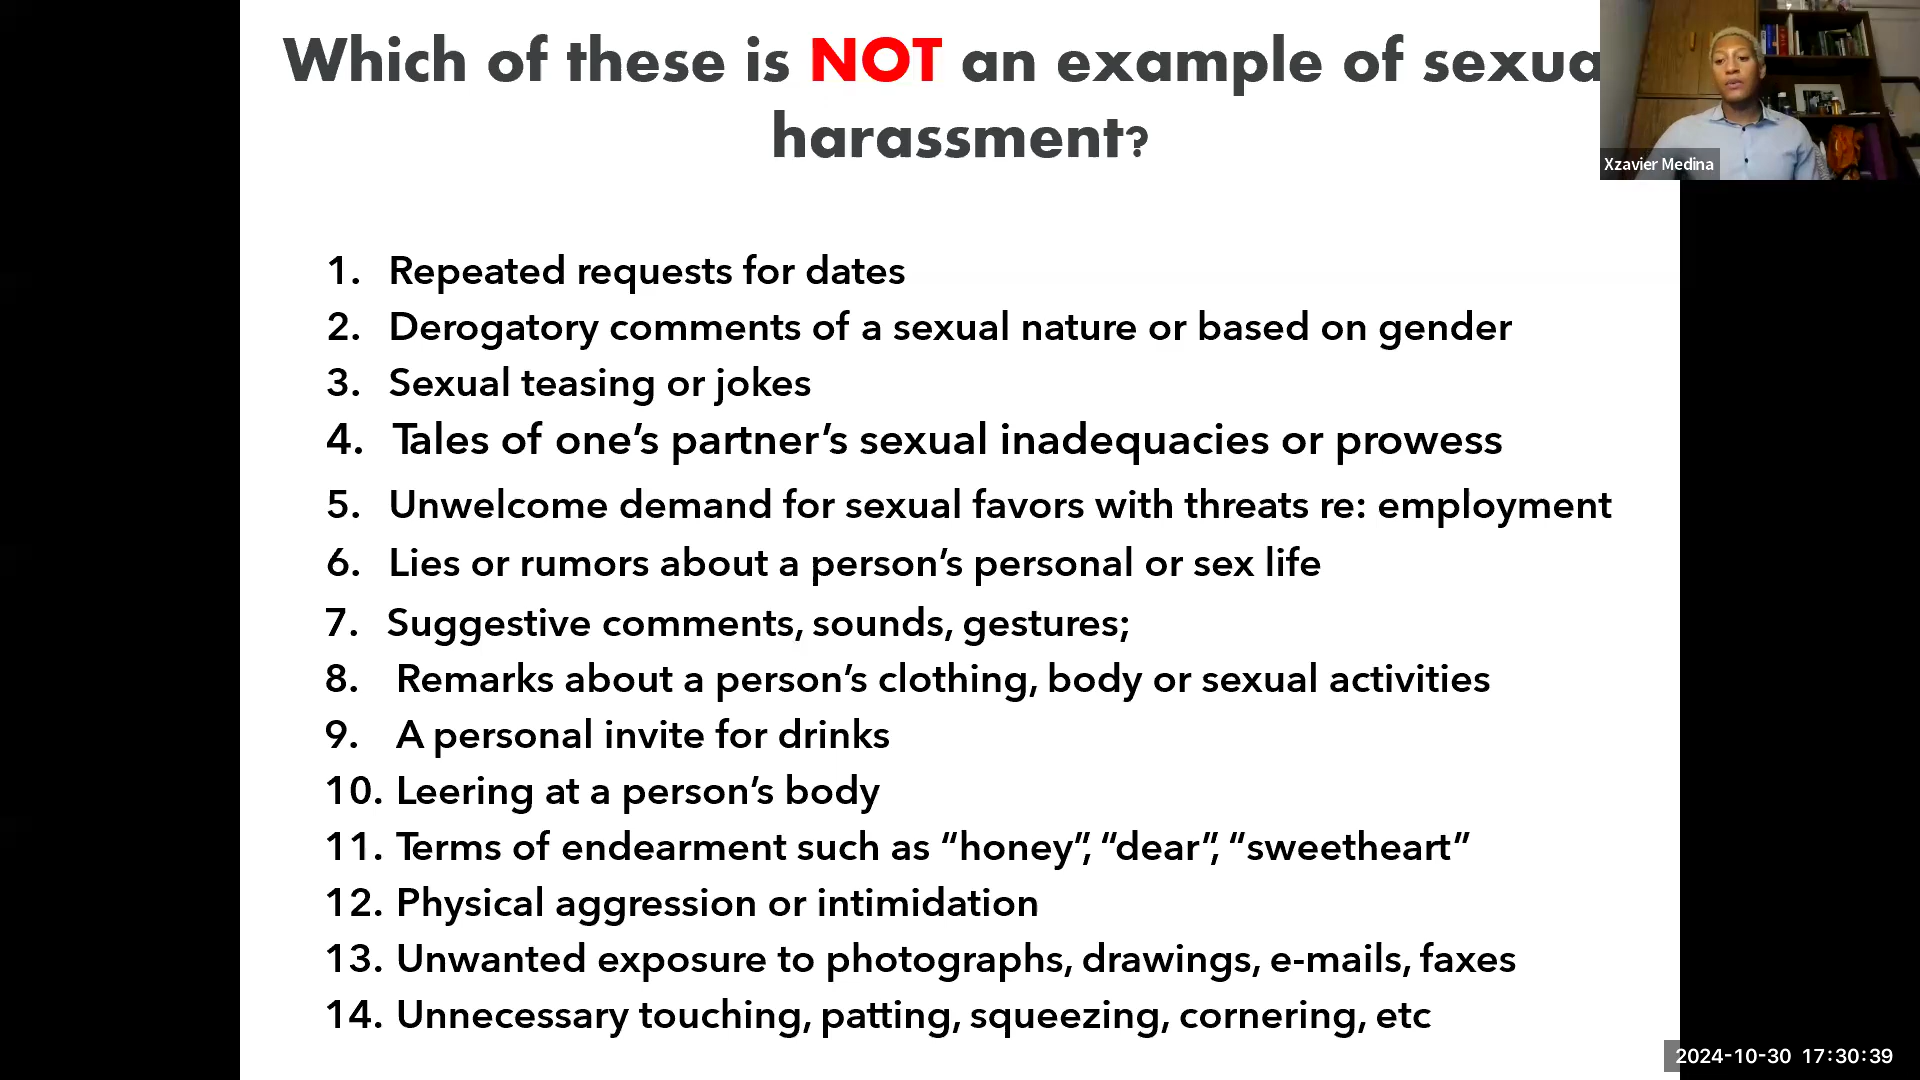 Which of these is NOT an example of sexua
harassment?
Xzavier Medina
1. Repeated requests for dates
2. Derogatory comments of a sexual nature or based on gender
3. Sexual teasing or jokes
4. Tales of one’s partner’s sexual inadequacies or prowess
5. Unwelcome demand for sexual favors with threats re: employment
6. Lies or rumors about a person’s personal or sex life
7. Suggestive comments, sounds, gestures;
8. Remarks about a person’s clothing, body or sexual activities
9. A personal invite for drinks
10. Leering at a person’s body
11. Terms of endearment such as “honey”, “dear”, “sweetheart”
12. Physical aggression or intimidation
13. Unwanted exposure to photographs, drawings, e-mails, faxes
14. Unnecessary touching, patting, squeezing, cornering, etc
2024-10-30 17:30:39